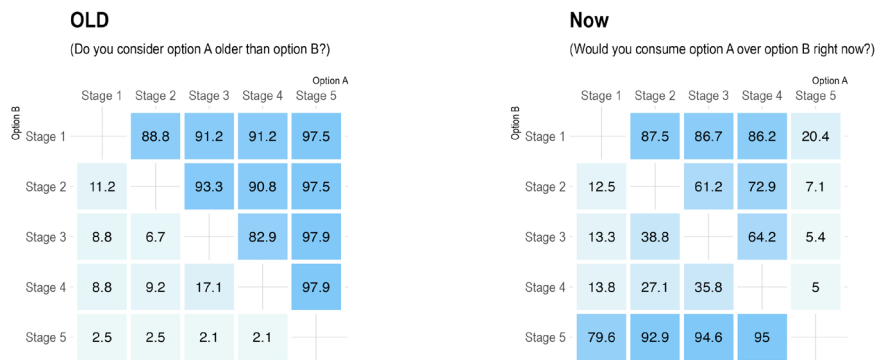 OLD
(Do you consider option A older than option B?)
Option A
Stage 1 Stage 2 Stage 3 Stage 4 Stage 5
Option B
Stage 1 88.8 91.2 91.2 97.5
Stage 2 11.2 93.3 90.8 97.5
Stage 3 8.8 6.7 82.9 97.9
Stage 4 8.8 9.2 17.1 97.9
Stage 5 2.5 2.5 2.1 2.1
Now
(Would you consume option A over option B right now?)
Option A
Stage 1 Stage 2 Stage 3 Stage 4 Stage 5
Option B
Stage 1 87.5 86.7 86.2 20.4
Stage 2 12.5 61.2 72.9 7.1
Stage 3 13.3 38.8 64.2 5.4
Stage 4 13.8 27.1 35.8 5
Stage 5 79.6 92.9 94.6 95